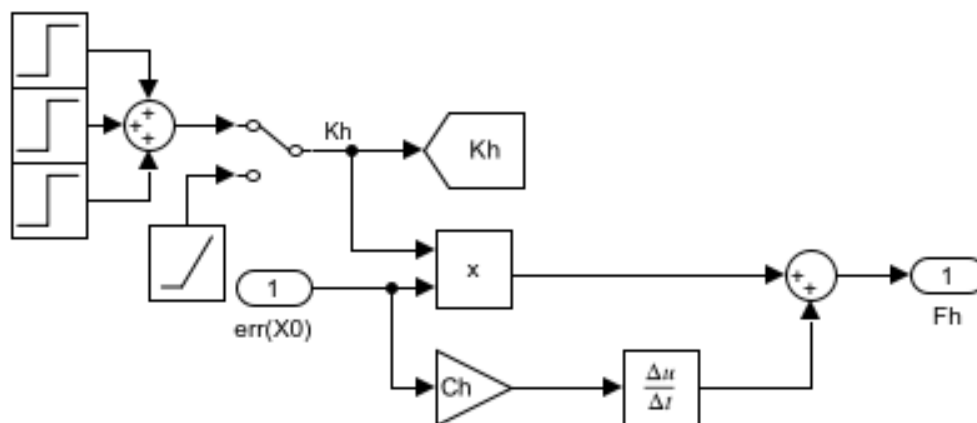 +
+
+
Kh
Kh
x
1
err(X0)
+
+
1
Fh
Ch
Δu
Δt